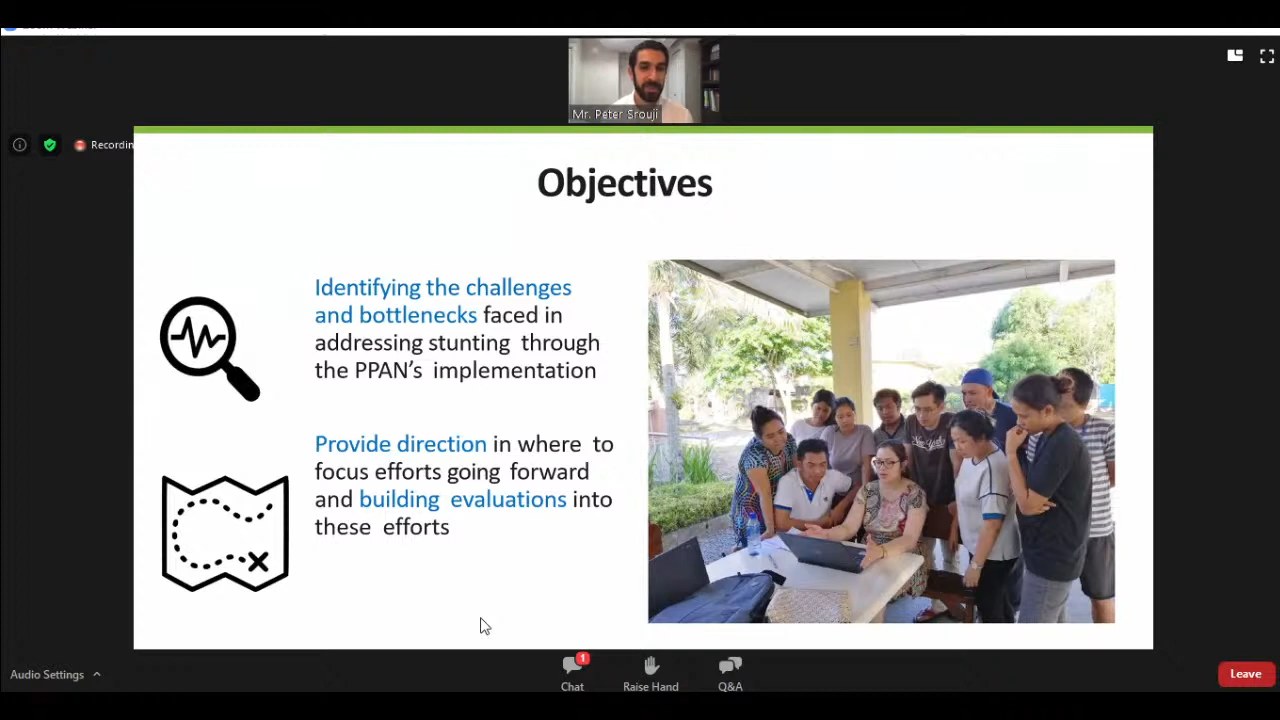 Mr. Peter Srouji
Recordin
Objectives
Identifying the challenges
and bottlenecks faced in
addressing stunting through
the PPAN’s implementation
Provide direction in where to
focus efforts going forward
and building evaluations into
these efforts
New York
Audio Settings
1
Chat
Raise Hand
Q&A
Leave